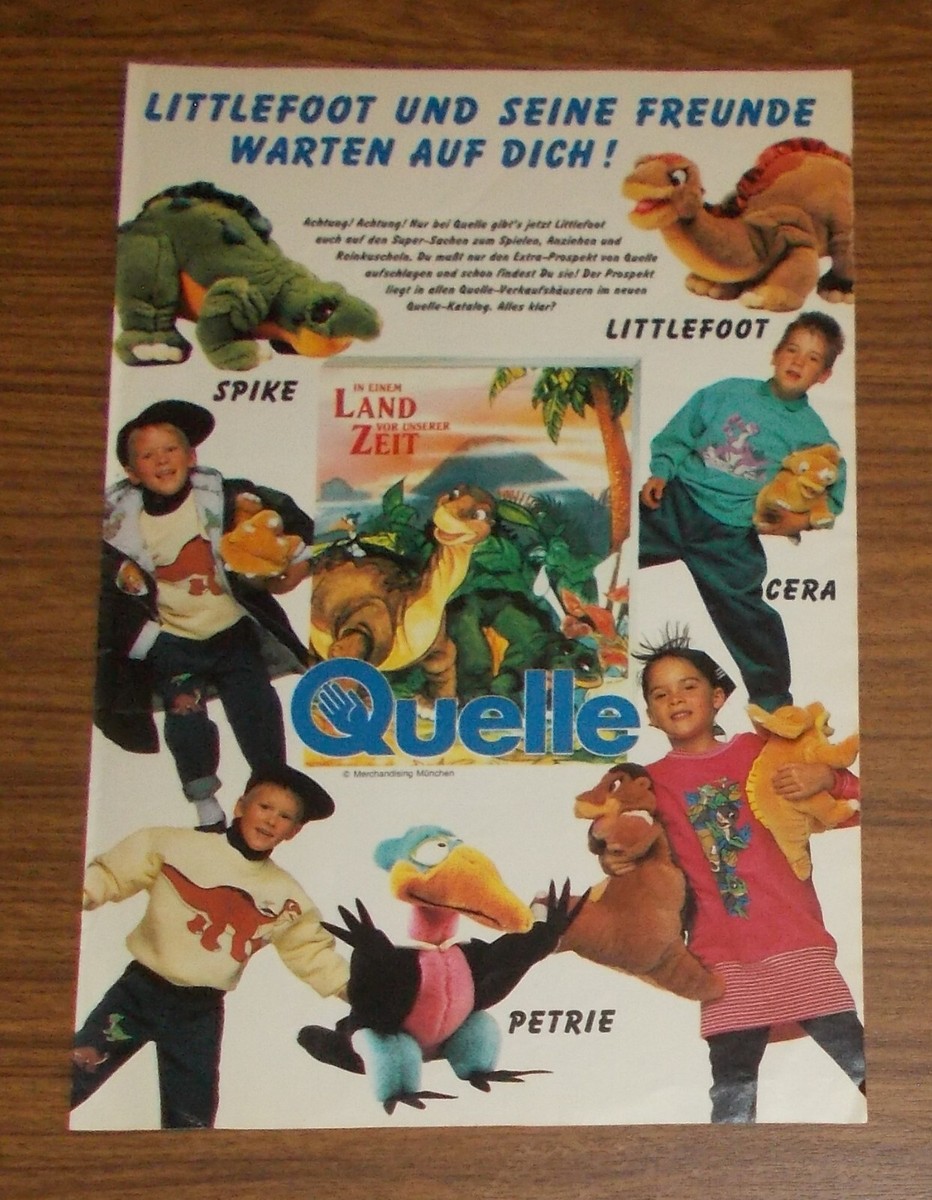 LITTLEFOOT UND SEINE FREUNDE
WARTEN AUF DICH!
Achtung! Achtung! Nur bei Quelle gibt's jetzt Littlefoot
auch auf den Super-Sachen zum Spielen, Anziehen und
Reinkuscheln. Du mußt nur den Extra-Prospekt von Quelle
aufschlagen und schon findest Du sie! Der Prospekt
liegt in allen Quelle-Verkaufshäusern im neuen
Quelle-Katalog. Alles klar?
LITTLEFOOT
SPIKE
IN EINEM
LAND
VOR UNSERER
ZEIT
CERA
Quelle
© Merchandising München
PETRIE